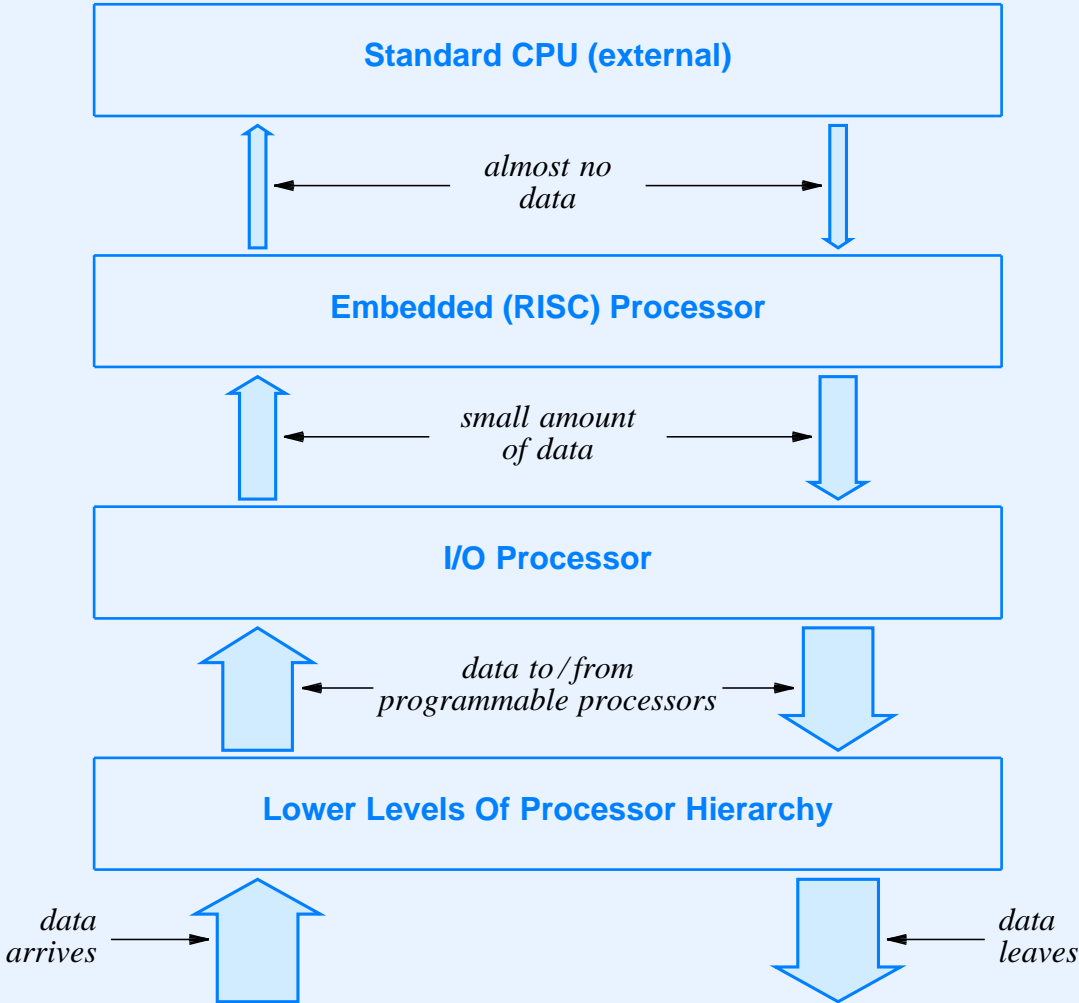 Standard CPU (external)
almost no
data
Embedded (RISC) Processor
small amount
of data
I/O Processor
data to/from
programmable processors
Lower Levels Of Processor Hierarchy
data
arrives
data
leaves